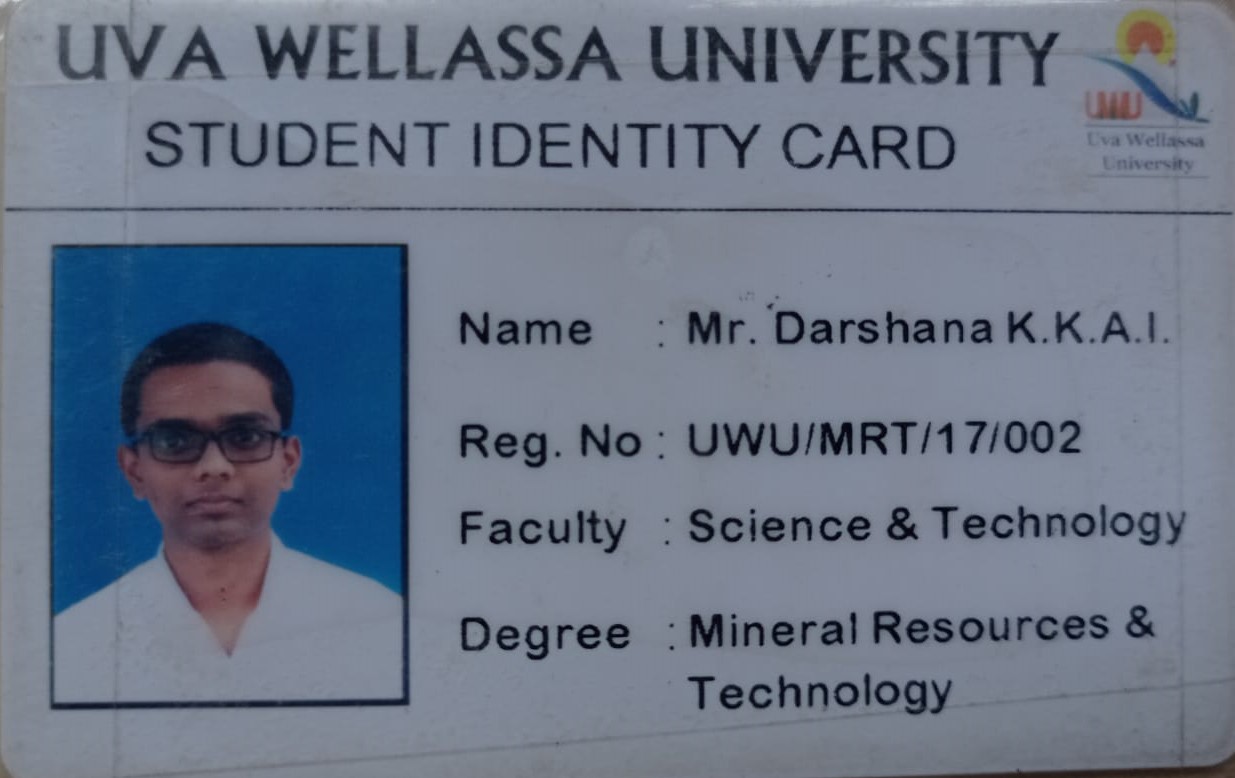 UVA WELLASSA UNIVERSITY
STUDENT IDENTITY CARD
UWU
Uva Wellassa
University
Name : Mr. Darshana K.K.A.I.
Reg. No : UWU/MRT/17/002
Faculty : Science & Technology
Degree : Mineral Resources &
Technology